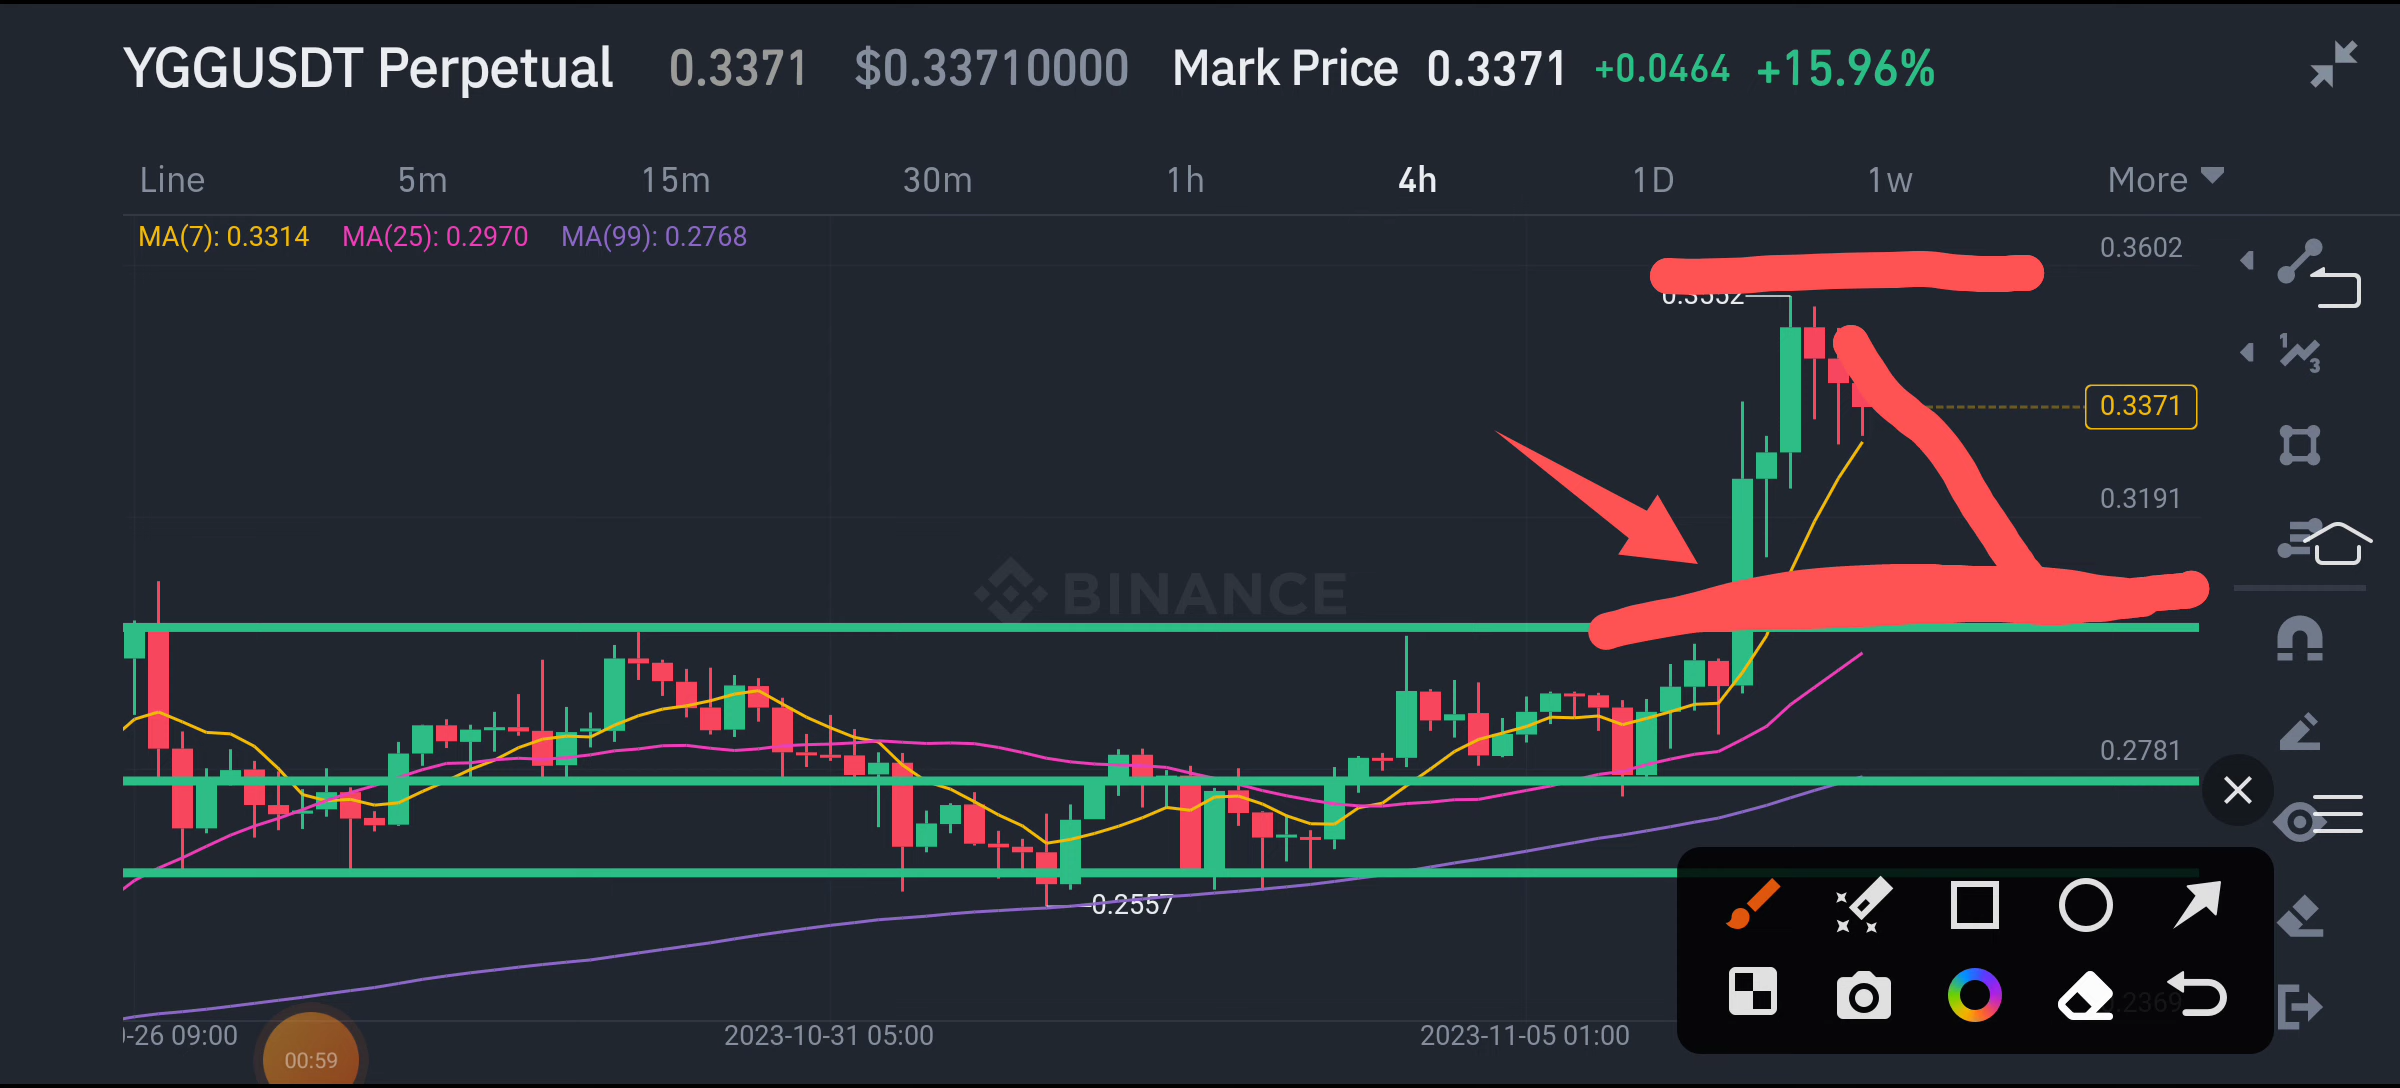 YGGUSDT Perpetual 0.3371 $0.33710000 Mark Price 0.3371 +0.0464 +15.96%
Line 5m 15m 30m 1h 4h 1D 1w More
MA(7): 0.3314 MA(25): 0.2970 MA(99): 0.2768
0.3602
0.3552
0.3371
0.3191
BINANCE
0.2781
0.2557
.2369
-26 09:00 2023-10-31 05:00 2023-11-05 01:00
00:59